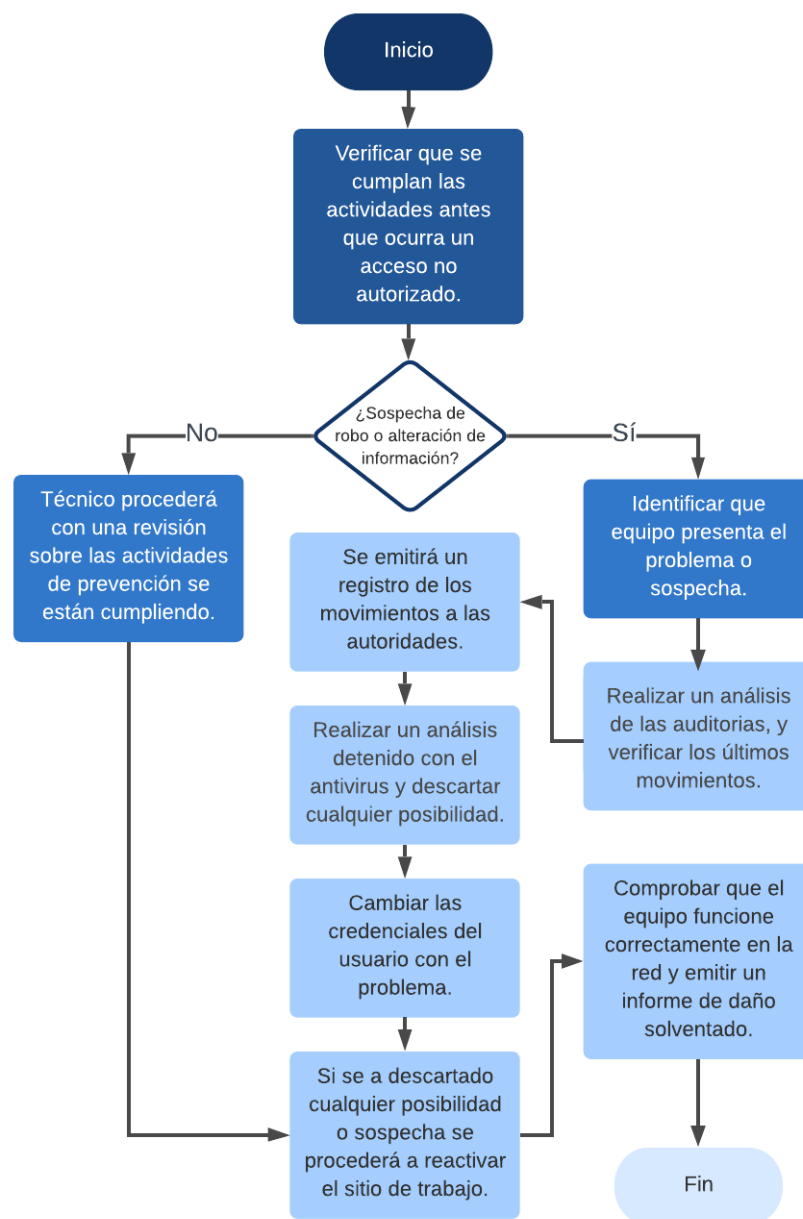 Inicio
Verificar que se
cumplan las
actividades antes
que ocurra un
acceso no
autorizado.
¿Sospecha de
robo o alteración de
información?
No
Sí
Técnico procederá
con una revisión
sobre las actividades
de prevención se
están cumpliendo.
Identificar que
equipo presenta el
problema o
sospecha.
Realizar un análisis
de las auditorias, y
verificar los últimos
movimientos.
Se emitirá un
registro de los
movimientos a las
autoridades.
Realizar un análisis
detenido con el
antivirus y descartar
cualquier posibilidad.
Cambiar las
credenciales del
usuario con el
problema.
Si se a descartado
cualquier posibilidad
o sospecha se
procederá a reactivar
el sitio de trabajo.
Comprobar que el
equipo funcione
correctamente en la
red y emitir un
informe de daño
solventado.
Fin